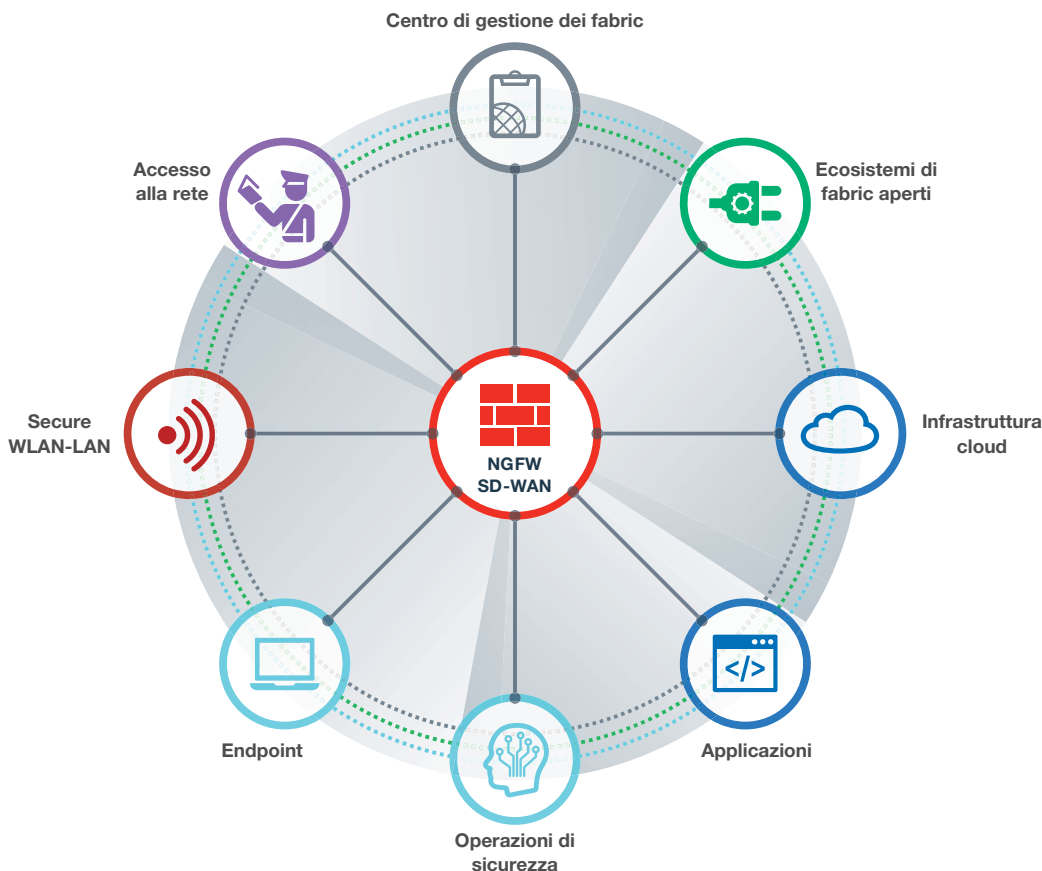 Centro di gestione dei fabric
Accesso
alla rete
Ecosistemi di
fabric aperti
Secure
WLAN-LAN
NGFW
SD-WAN
Infrastruttura
cloud
</>
Endpoint
Applicazioni
Operazioni di
sicurezza